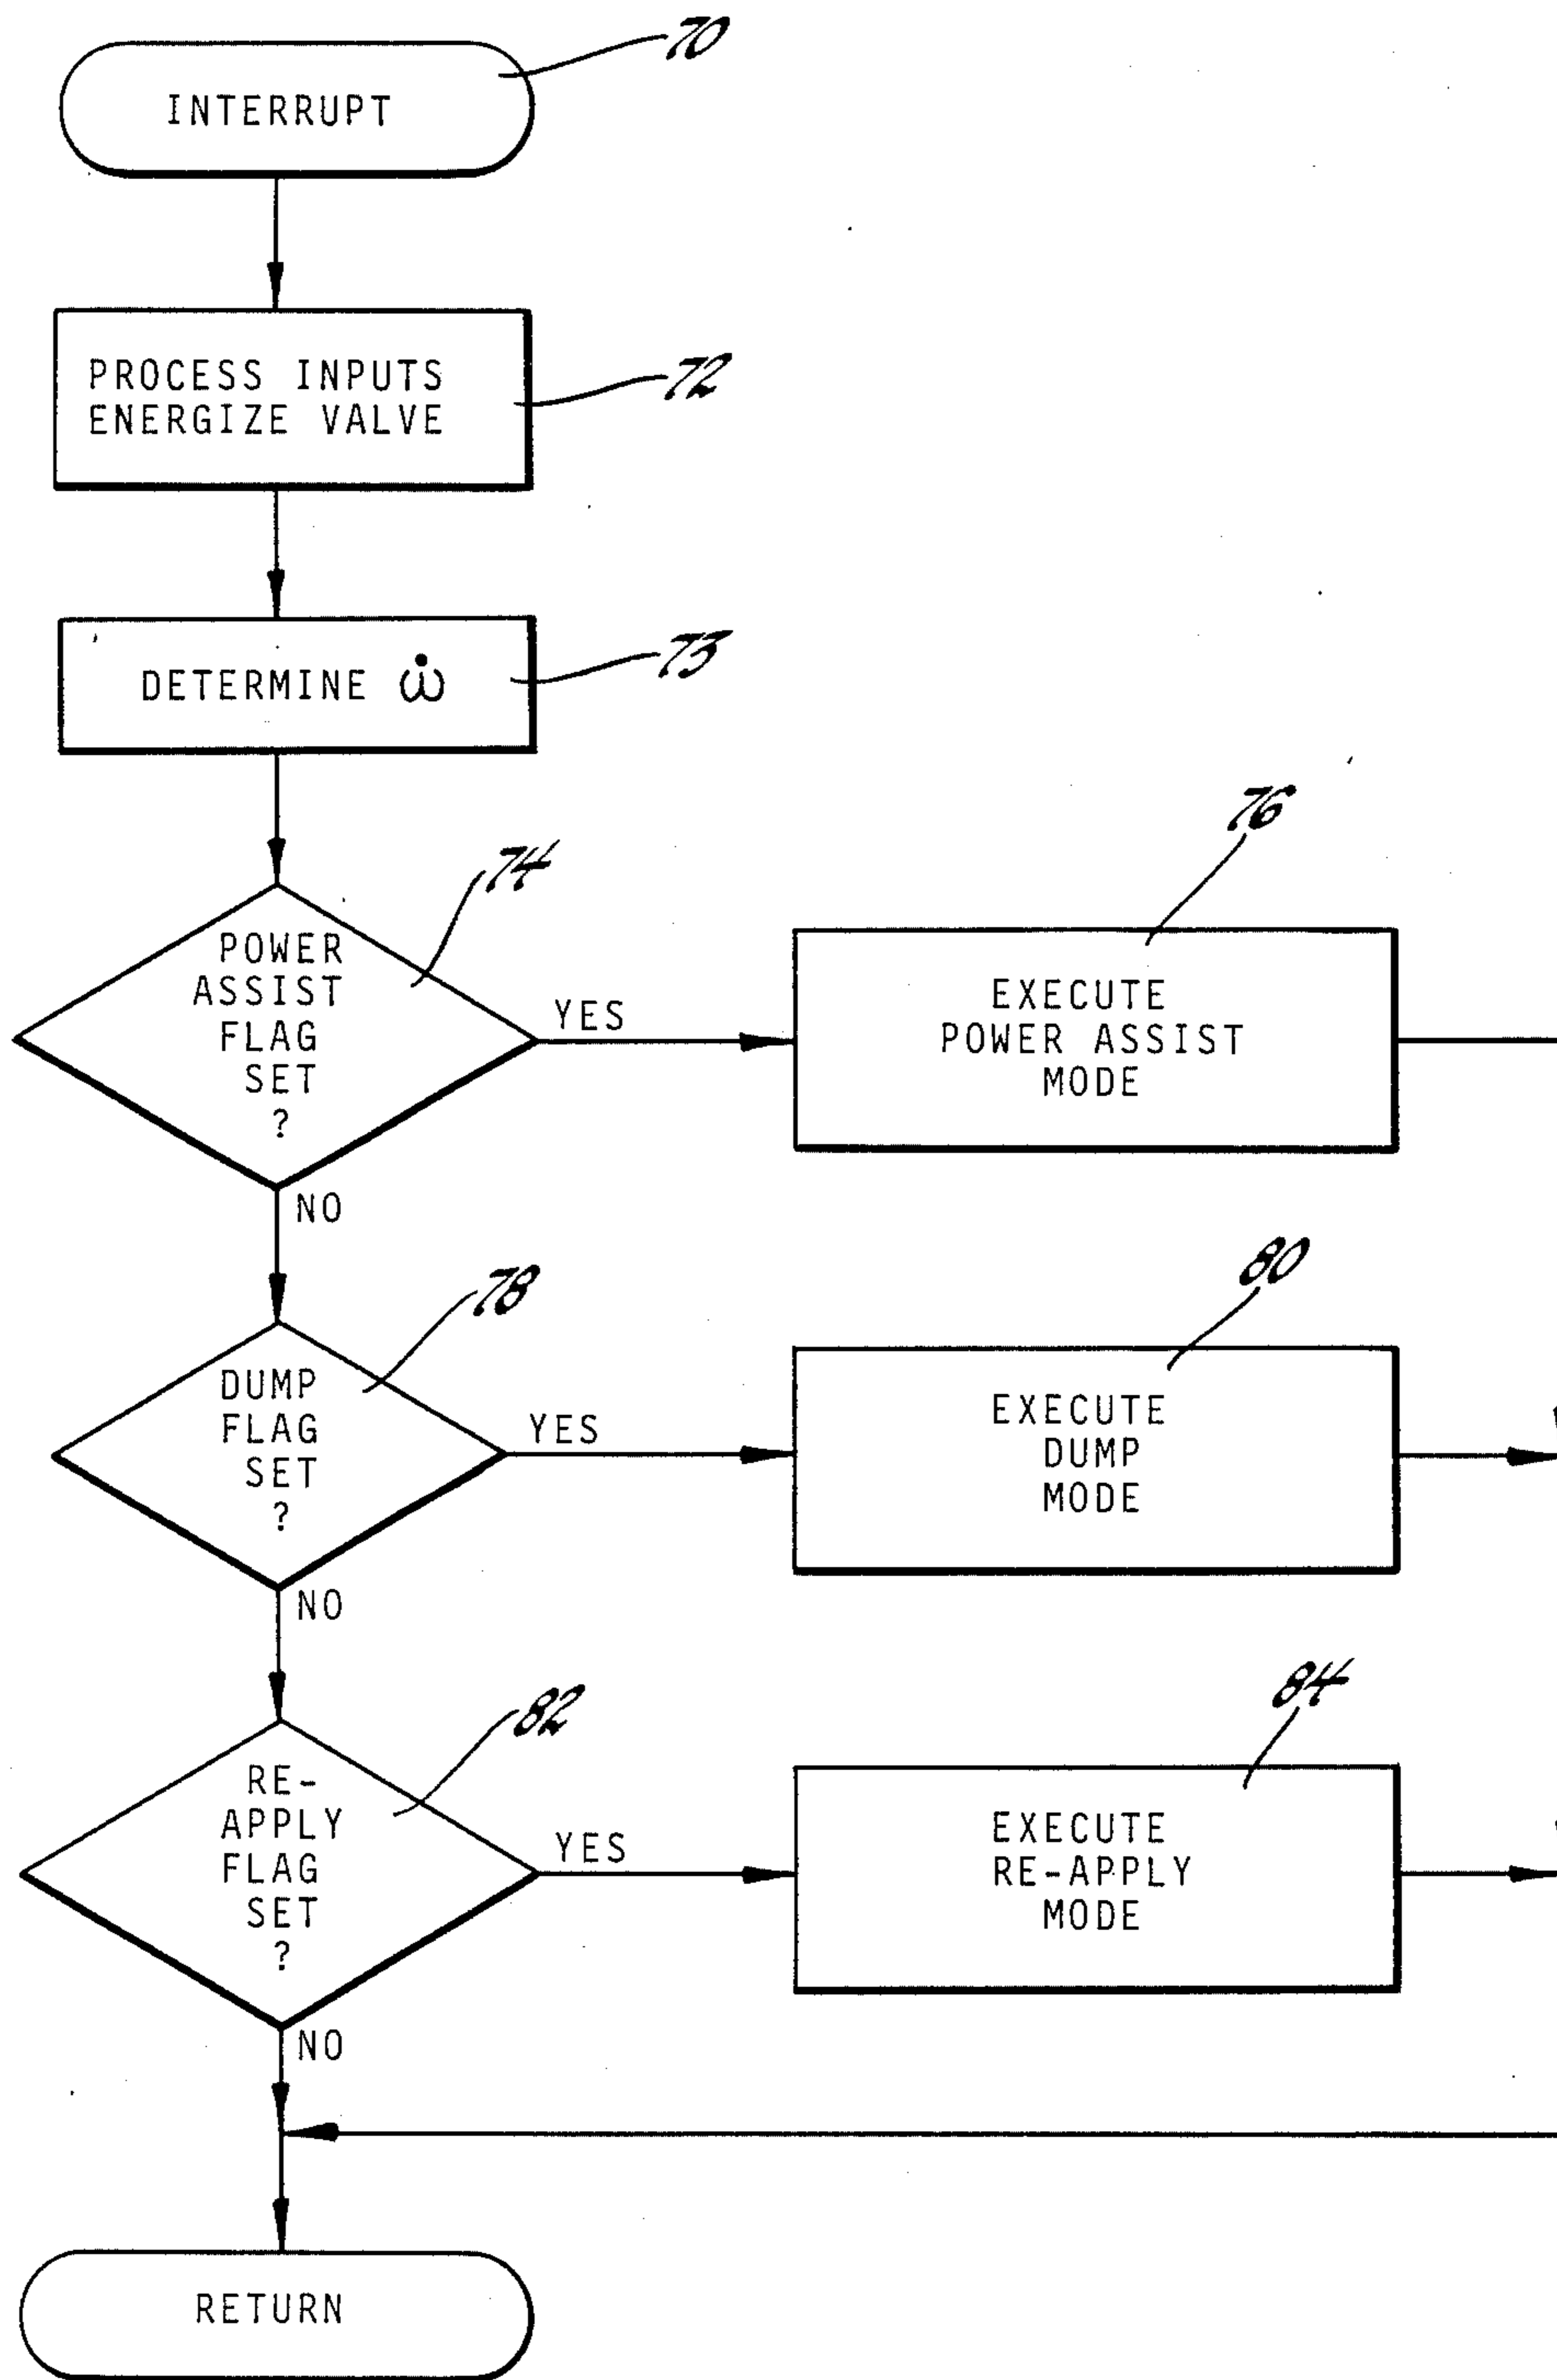 70
INTERRUPT
PROCESS INPUTS
ENERGIZE VALVE
72
DETERMINE ω̇
73
74
POWER
ASSIST
FLAG
SET
?
YES
NO
76
EXECUTE
POWER ASSIST
MODE
78
DUMP
FLAG
SET
?
YES
NO
80
EXECUTE
DUMP
MODE
82
RE-
APPLY
FLAG
SET
?
YES
NO
84
EXECUTE
RE-APPLY
MODE
RETURN